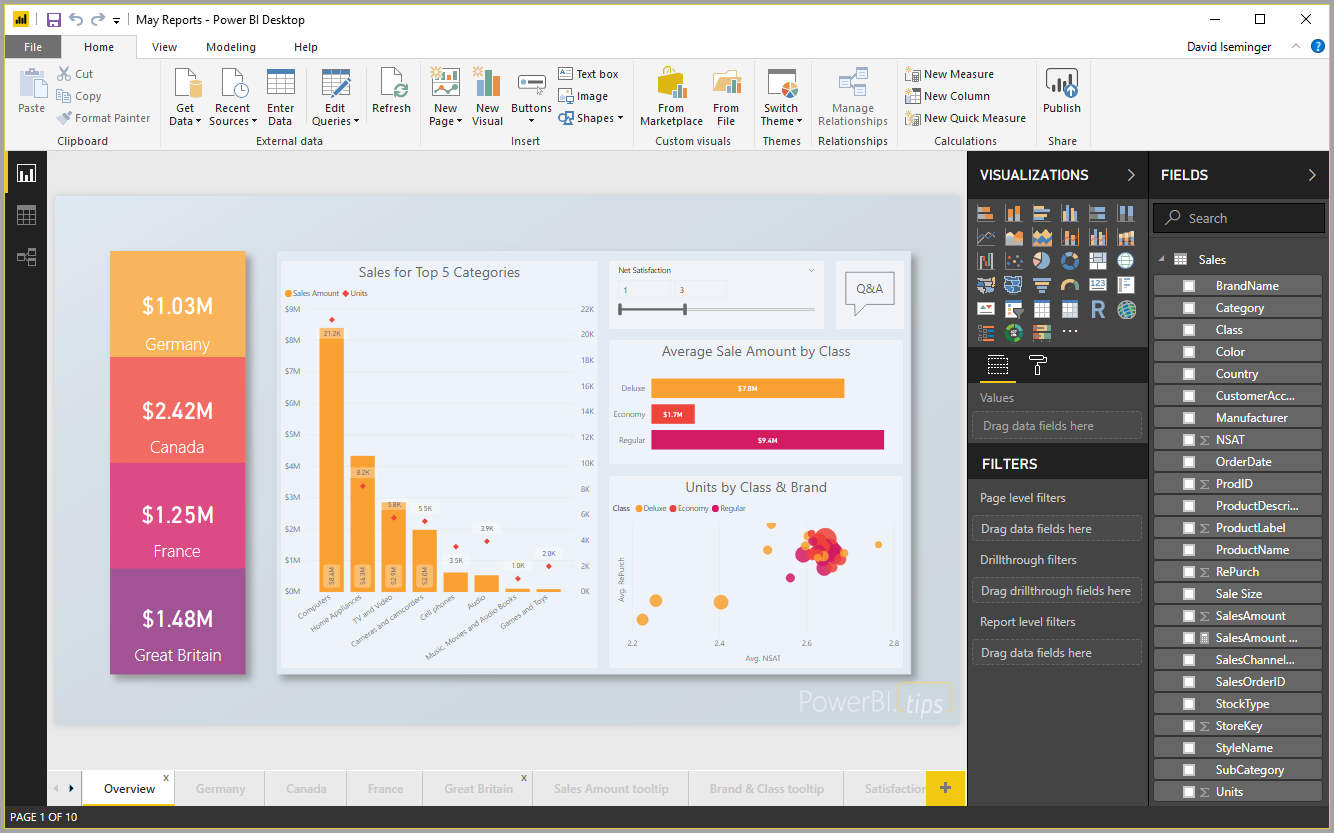 May Reports - Power BI Desktop
File Home View Modeling Help
David Iseminger
Paste
Cut
Copy
Format Painter
Clipboard
Get Data
Recent Sources
Enter Data
Edit Queries
Refresh
External data
New Page
New Visual
Buttons
Text box
Image
Shapes
Insert
From Marketplace
From File
Custom visuals
Switch Theme
Themes
Manage Relationships
Relationships
New Measure
New Column
New Quick Measure
Calculations
Publish
Share
$1.03M
Germany
$2.42M
Canada
$1.25M
France
$1.48M
Great Britain
Sales for Top 5 Categories
Sales Amount Units
$9M
$8M
$7M
$6M
$5M
$4M
$3M
$2M
$1M
$0M
22K
20K
18K
16K
14K
12K
10K
8K
6K
4K
2K
0K
21.2K
8.2K
5.8K
5.5K
3.5K
3.9K
1.0K
2.0K
$8.4M
$4.3M
$2.9M
$2.0M
Computers
Home Appliances
TV and Video
Cameras and camcorders
Cell phones
Audio
Music, Movies and Audio Books
Games and Toys
Net Satisfaction
1 3
Q&A
Average Sale Amount by Class
Deluxe $7.8M
Economy $1.7M
Regular $9.4M
Units by Class & Brand
Class Deluxe Economy Regular
Avg. RePurch
2.2 2.4 2.6 2.8
Avg. NSAT
PowerBI.tips
VISUALIZATIONS
123
R
Values
Drag data fields here
FILTERS
Page level filters
Drag data fields here
Drillthrough filters
Drag drillthrough fields here
Report level filters
Drag data fields here
FIELDS
Search
Sales
BrandName
Category
Class
Color
Country
CustomerAcc...
Manufacturer
Σ NSAT
OrderDate
Σ ProdID
ProductDescri...
Σ ProductLabel
ProductName
Σ RePurch
Sale Size
Σ SalesAmount
SalesAmount ...
SalesChannel...
SalesOrderID
StockType
Σ StoreKey
StyleName
SubCategory
Σ Units
Overview x Germany Canada France Great Britain x Sales Amount tooltip Brand & Class tooltip Satisfaction +
PAGE 1 OF 10